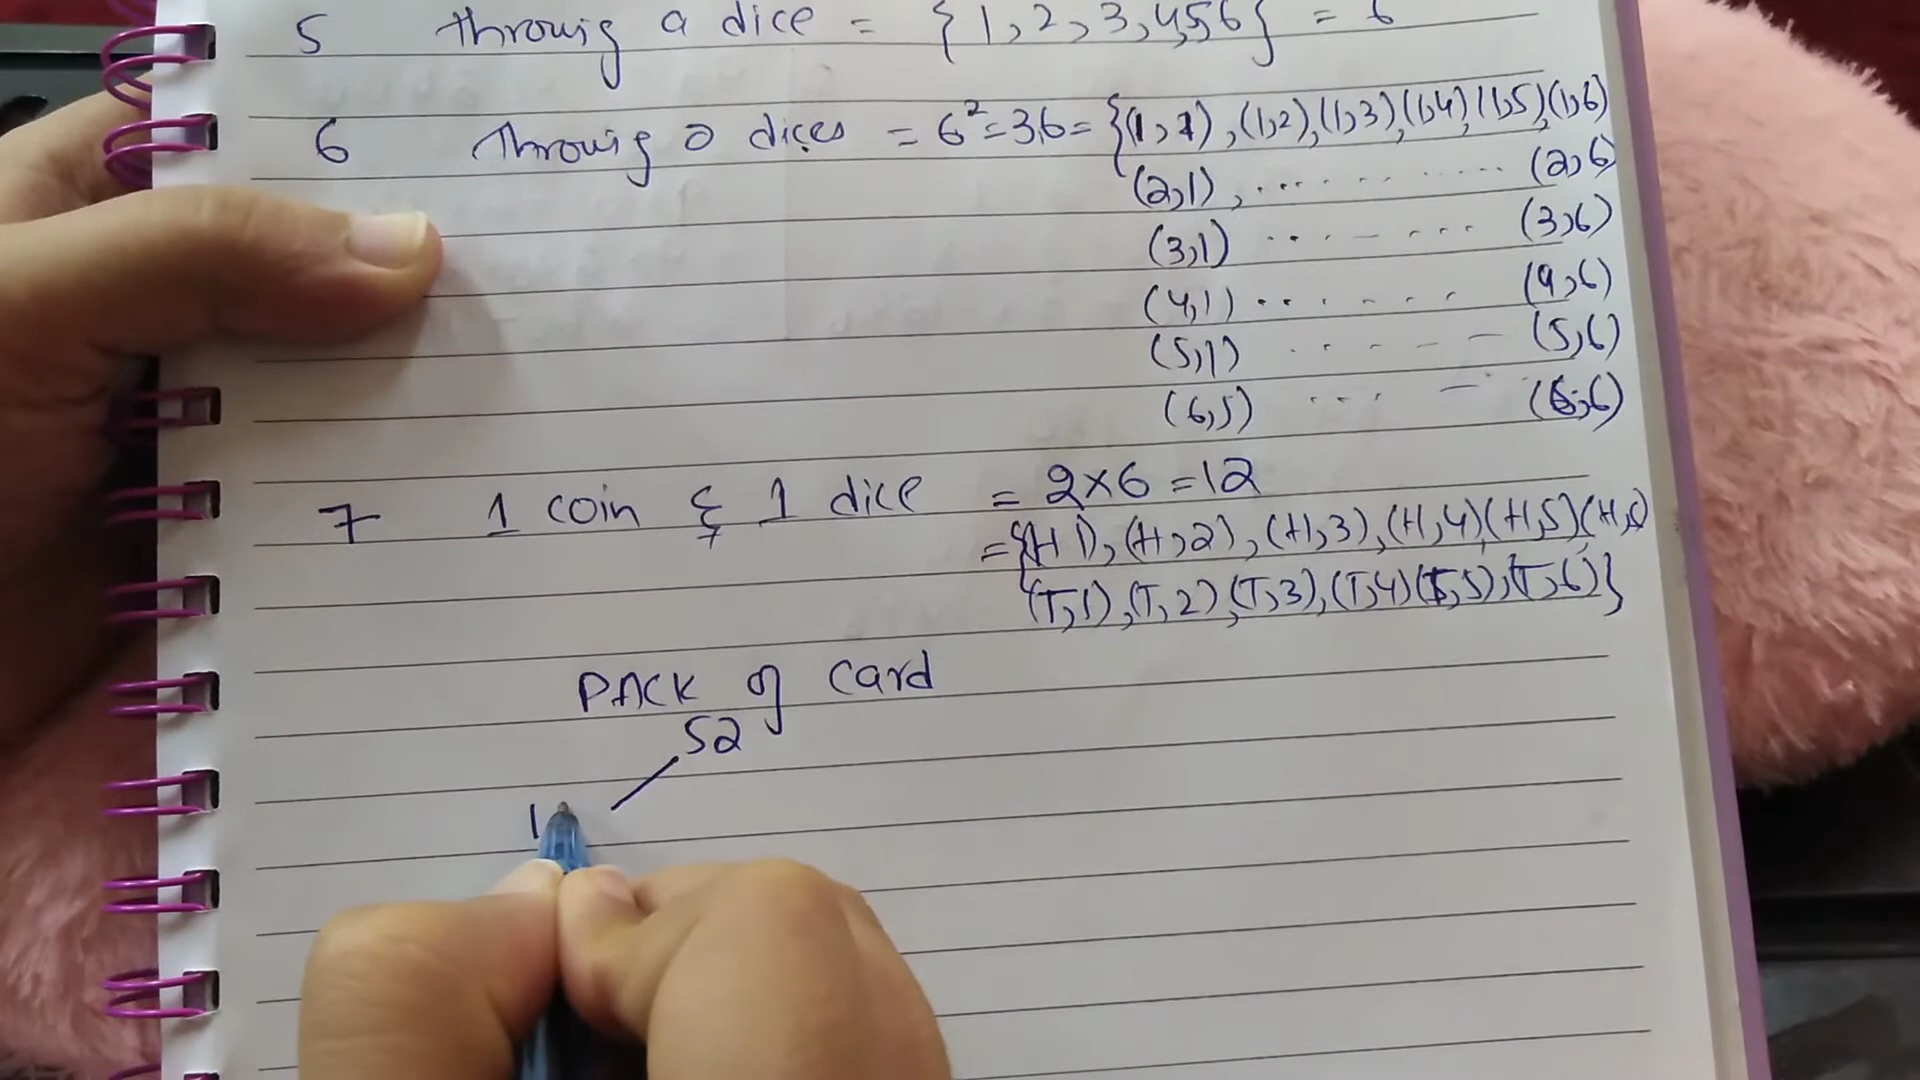 5 throwing a dice = {1,2,3,4,5,6} = 6
6 Throwing 2 dices = 6²=36= {(1,1),(1,2),(1,3),(1,4),(1,5),(1,6)
(2,1), .......... (2,6)
(3,1) ....-... (3,6)
(4,1) ....... (4,6)
(5,1) ....-- (5,6)
(6,5) ...- (6,6)
7 1 coin & 1 dice = 2×6=12
={(H1),(H,2),(H,3),(H,4)(H,5)(H,6)
(T,1),(T,2),(T,3),(T,4)(T,5),(T,6)}
PACK of card
52
1